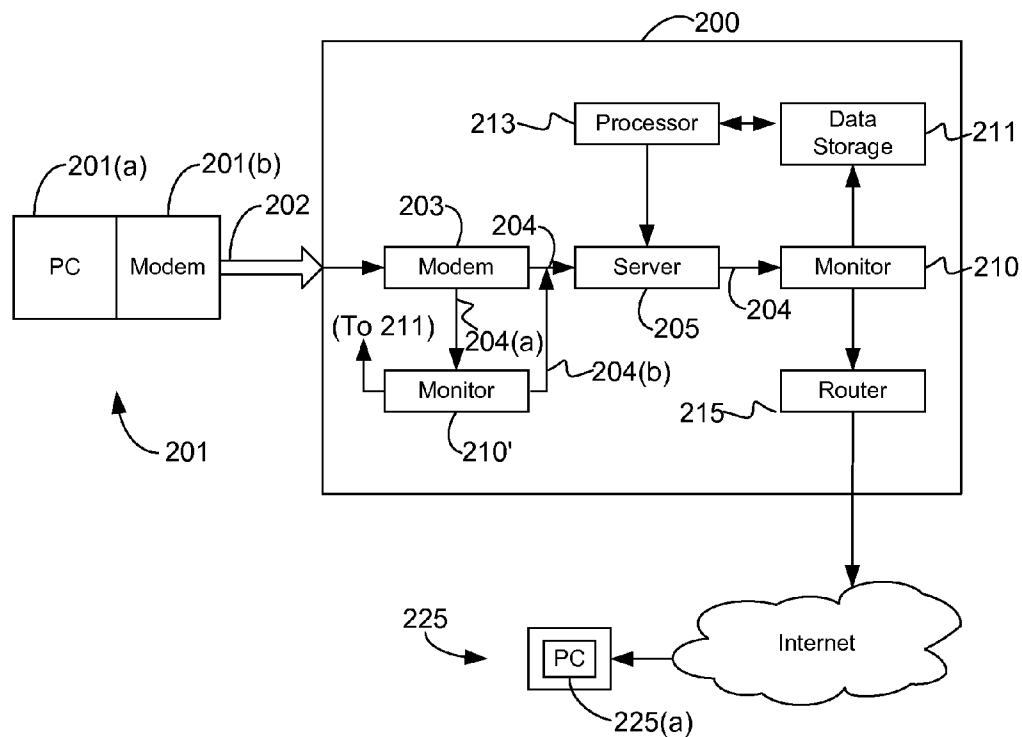 200
213
Processor
Data
Storage
211
201(a)
201(b)
202
203
204
PC
Modem
Modem
Server
Monitor
210
(To 211)
204(a)
205
204
204(b)
Monitor
Router
215
210'
201
225
PC
Internet
225(a)